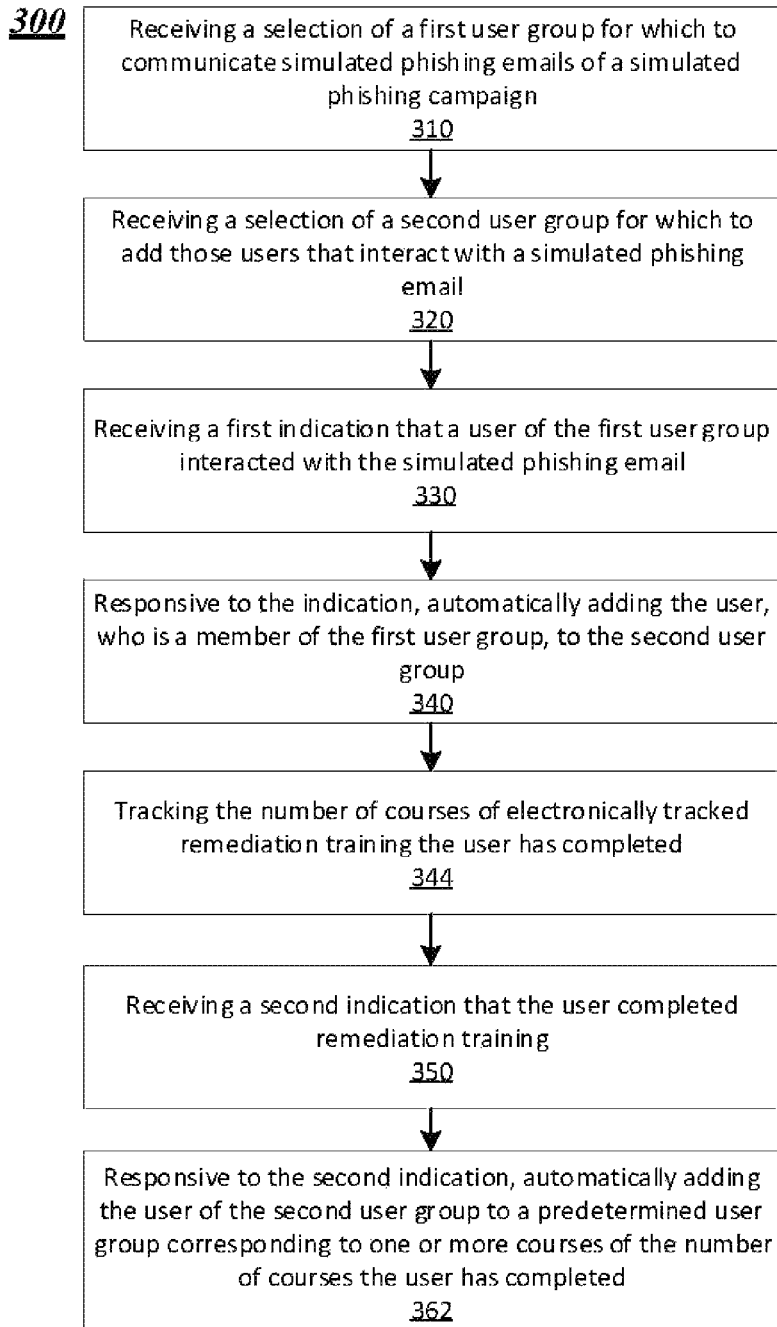 300
Receiving a selection of a first user group for which to
communicate simulated phishing emails of a simulated
phishing campaign
310
Receiving a selection of a second user group for which to
add those users that interact with a simulated phishing
email
320
Receiving a first indication that a user of the first user group
interacted with the simulated phishing email
330
Responsive to the indication, automatically adding the user,
who is a member of the first user group, to the second user
group
340
Tracking the number of courses of electronically tracked
remediation training the user has completed
344
Receiving a second indication that the user completed
remediation training
350
Responsive to the second indication, automatically adding
the user of the second user group to a predetermined user
group corresponding to one or more courses of the number
of courses the user has completed
362